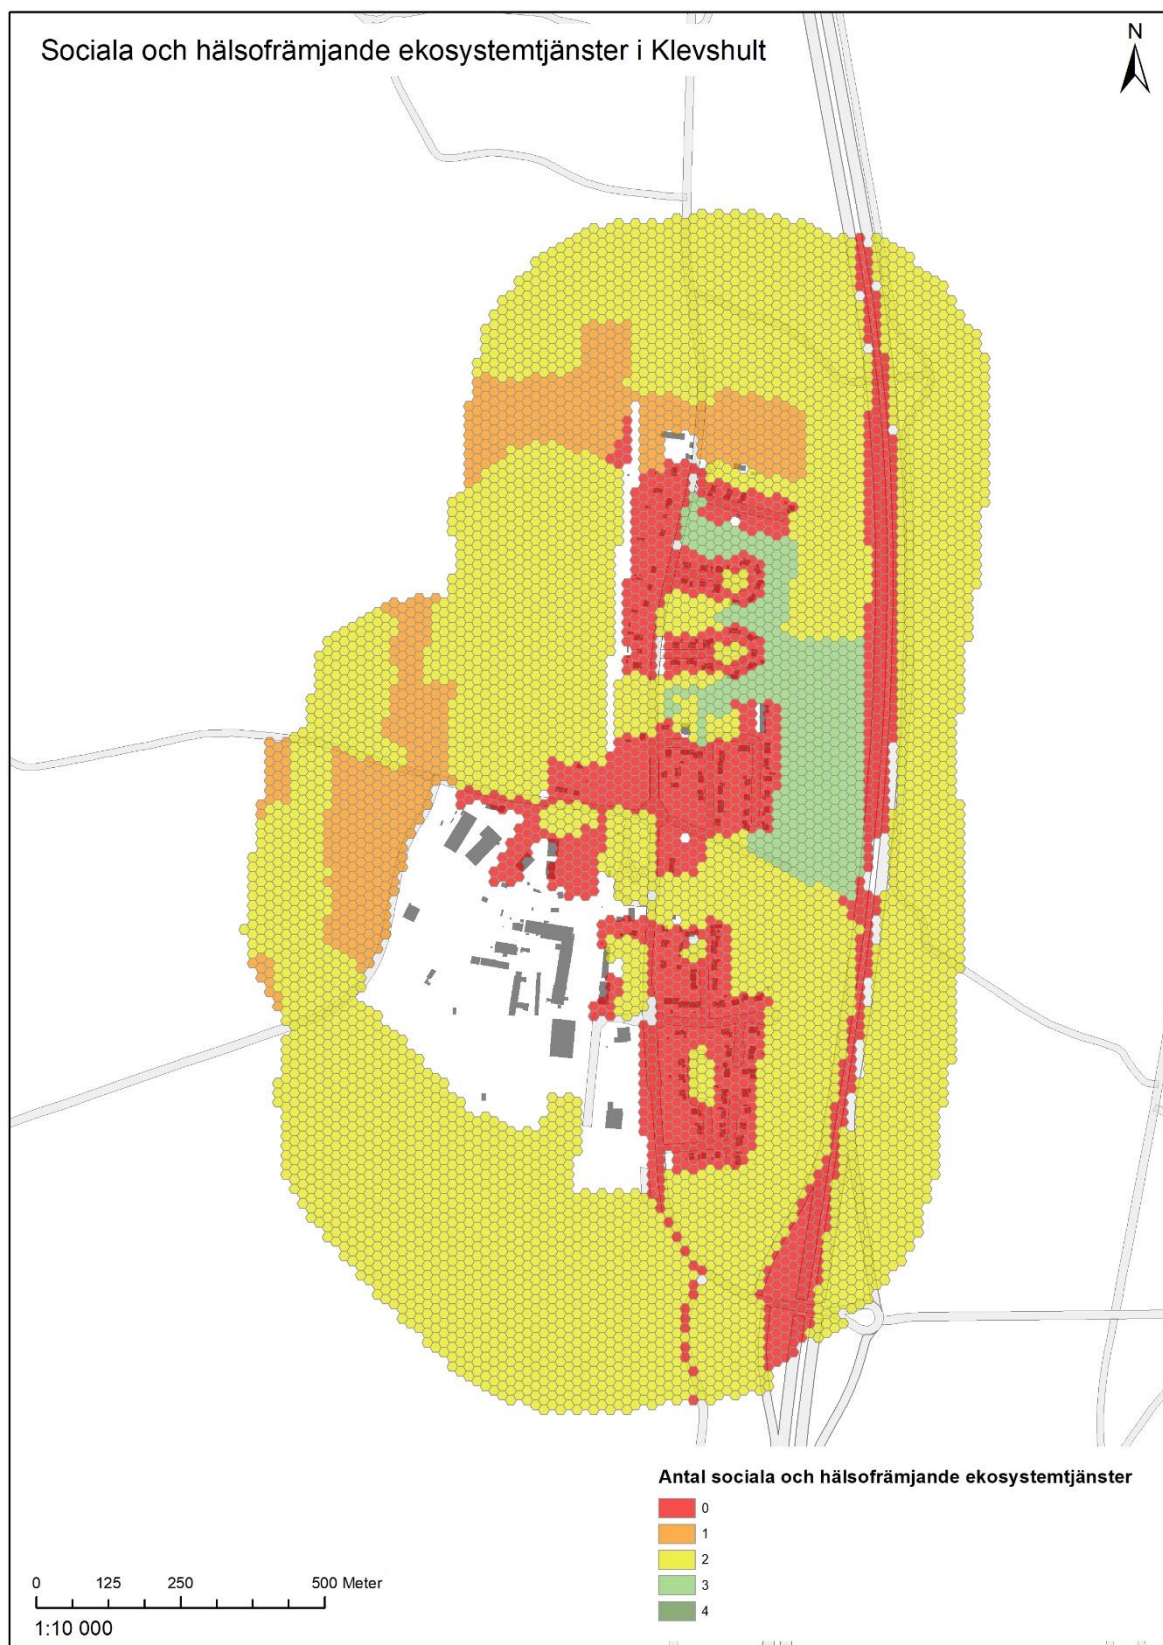 Sociala och hälsofrämjande ekosystemtjänster i Klevshult
N
Antal sociala och hälsofrämjande ekosystemtjänster
0
1
2
3
4
0 125 250 500 Meter
1:10 000